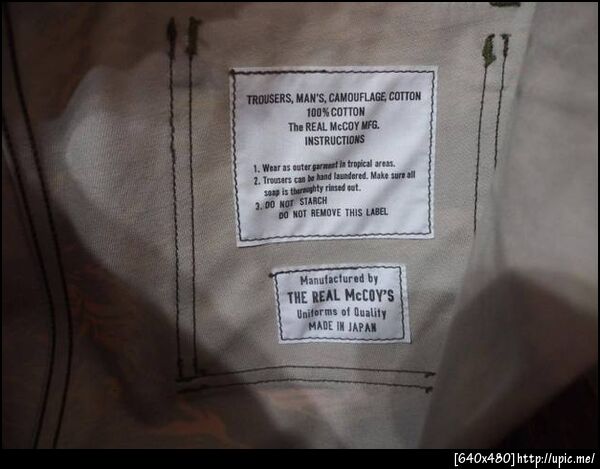 TROUSERS, MAN'S, CAMOUFLAGE, COTTON
100% COTTON
The REAL McCOY MFG.
INSTRUCTIONS
1. Wear as outer garment in tropical areas.
2. Trousers can be hand laundered. Make sure all
soap is thoroughty rinsed out.
3. DO NOT STARCH
DO NOT REMOVE THIS LABEL
Manufactured by
THE REAL McCOY'S
Uniforms of Quality
MADE IN JAPAN
[640x480]http://upic.me/